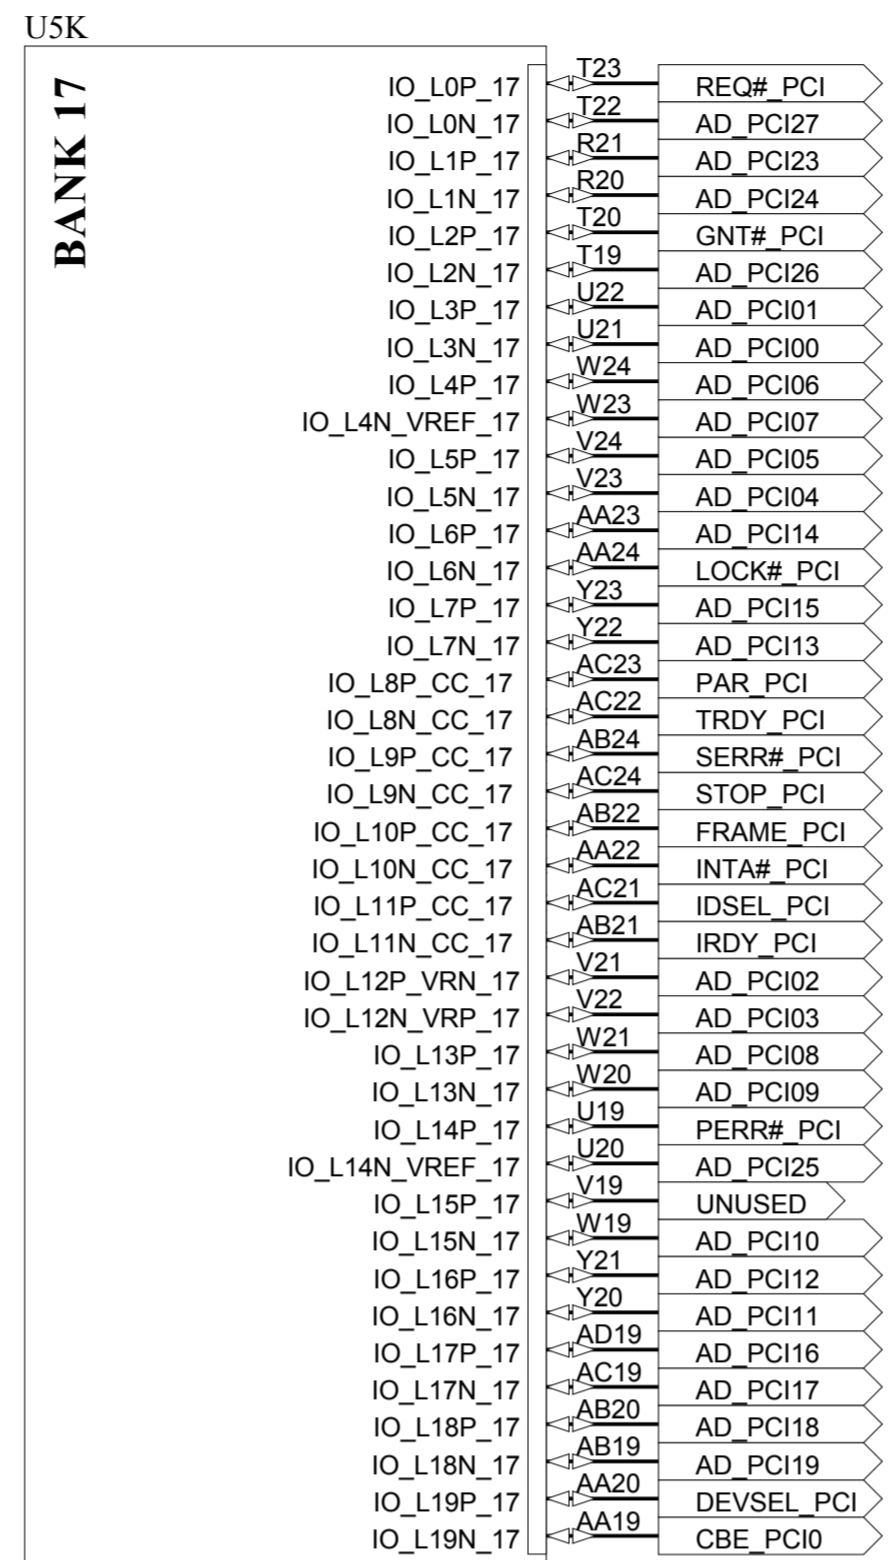 U5K
BANK 17
IO_L0P_17 T23 REQ#_PCI
IO_L0N_17 T22 AD_PCI27
IO_L1P_17 R21 AD_PCI23
IO_L1N_17 R20 AD_PCI24
IO_L2P_17 T20 GNT#_PCI
IO_L2N_17 T19 AD_PCI26
IO_L3P_17 U22 AD_PCI01
IO_L3N_17 U21 AD_PCI00
IO_L4P_17 W24 AD_PCI06
IO_L4N_VREF_17 W23 AD_PCI07
IO_L5P_17 V24 AD_PCI05
IO_L5N_17 V23 AD_PCI04
IO_L6P_17 AA23 AD_PCI14
IO_L6N_17 AA24 LOCK#_PCI
IO_L7P_17 Y23 AD_PCI15
IO_L7N_17 Y22 AD_PCI13
IO_L8P_CC_17 AC23 PAR_PCI
IO_L8N_CC_17 AC22 TRDY_PCI
IO_L9P_CC_17 AB24 SERR#_PCI
IO_L9N_CC_17 AC24 STOP_PCI
IO_L10P_CC_17 AB22 FRAME_PCI
IO_L10N_CC_17 AA22 INTA#_PCI
IO_L11P_CC_17 AC21 IDSEL_PCI
IO_L11N_CC_17 AB21 IRDY_PCI
IO_L12P_VRN_17 V21 AD_PCI02
IO_L12N_VRP_17 V22 AD_PCI03
IO_L13P_17 W21 AD_PCI08
IO_L13N_17 W20 AD_PCI09
IO_L14P_17 U19 PERR#_PCI
IO_L14N_VREF_17 U20 AD_PCI25
IO_L15P_17 V19 UNUSED
IO_L15N_17 W19 AD_PCI10
IO_L16P_17 Y21 AD_PCI12
IO_L16N_17 Y20 AD_PCI11
IO_L17P_17 AD19 AD_PCI16
IO_L17N_17 AC19 AD_PCI17
IO_L18P_17 AB20 AD_PCI18
IO_L18N_17 AB19 AD_PCI19
IO_L19P_17 AA20 DEVSEL_PCI
IO_L19N_17 AA19 CBE_PCI0